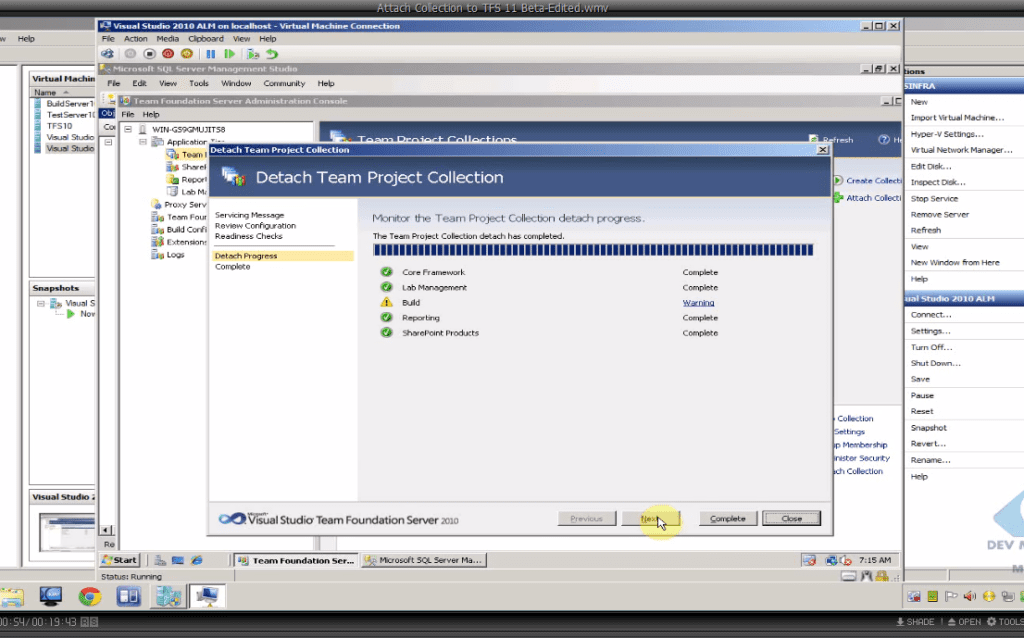 Attach Collection to TFS 11 Beta-Edited.wmv
Visual Studio 2010 ALM on localhost - Virtual Machine Connection
Help
File Action Media Clipboard View Help
Microsoft SQL Server Management Studio
File Edit View Tools Window Community Help
Team Foundation Server Administration Console
File Help
Virtual Machin
Name
BuildServer1
TestServer1
TFS10
Visual Studio
Visual Studio
WIN-GS9GMUJIT58
Application
Team
ShareP
Report
Lab Ma
Proxy Serv
Team Four
Build Confi
Extensions
Logs
Team Project Collections
Refresh
Create Collecti
Attach Collecti
Detach Team Project Collection
Detach Team Project Collection
Servicing Message
Review Configuration
Readiness Checks
Detach Progress
Complete
Monitor the Team Project Collection detach progress.
The Team Project Collection detach has completed.
Core Framework Complete
Lab Management Complete
Build Warning
Reporting Complete
SharePoint Products Complete
Microsoft Visual Studio Team Foundation Server 2010
Previous Next Complete Close
Collection
Settings
p Membership
inister Security
ch Collection
Snapshots
Visual S
Now
Visual Studio 2
ions
SINFRA
New
Import Virtual Machine...
Hyper-V Settings...
Virtual Network Manager...
Edit Disk...
Inspect Disk...
Stop Service
Remove Server
Refresh
View
New Window from Here
Help
ual Studio 2010 ALM
Connect...
Settings...
Turn Off...
Shut Down...
Save
Pause
Reset
Snapshot
Revert...
Rename...
Help
DEV M
Start
Team Foundation Ser...
Microsoft SQL Server Ma...
7:15 AM
Status: Running
00:54/00:19:43
SHADE OPEN TOOLS